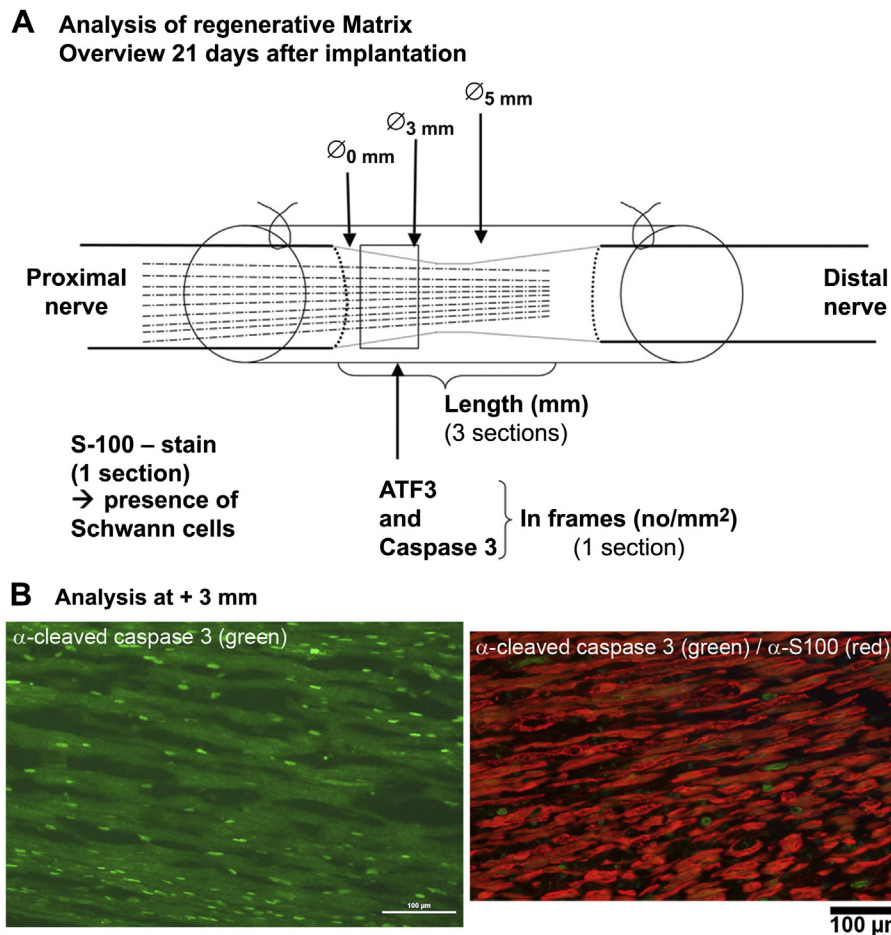 A Analysis of regenerative Matrix
Overview 21 days after implantation
∅5 mm
∅3 mm
∅0 mm
Proximal
nerve
Distal
nerve
Length (mm)
(3 sections)
S-100 – stain
(1 section)
→ presence of
Schwann cells
ATF3
and
Caspase 3
In frames (no/mm2)
(1 section)
B Analysis at + 3 mm
α-cleaved caspase 3 (green)
100 µm
α-cleaved caspase 3 (green) / α-S100 (red)
100 µm